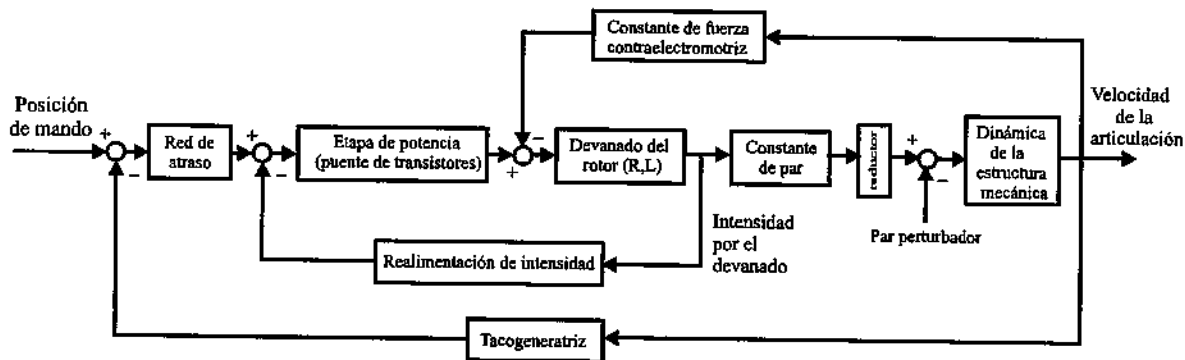 Constante de fuerza
contraelectromotriz
Posición
de mando
+
−
Red de
atraso
+
−
Etapa de potencia
(puente de transistores)
−
+
Devanado del
rotor (R,L)
Constante
de par
reductor
+
−
Dinámica
de la
estructura
mecánica
Velocidad
de la
articulación
Par perturbador
Intensidad
por el
devanado
Realimentación de intensidad
Tacogeneratriz